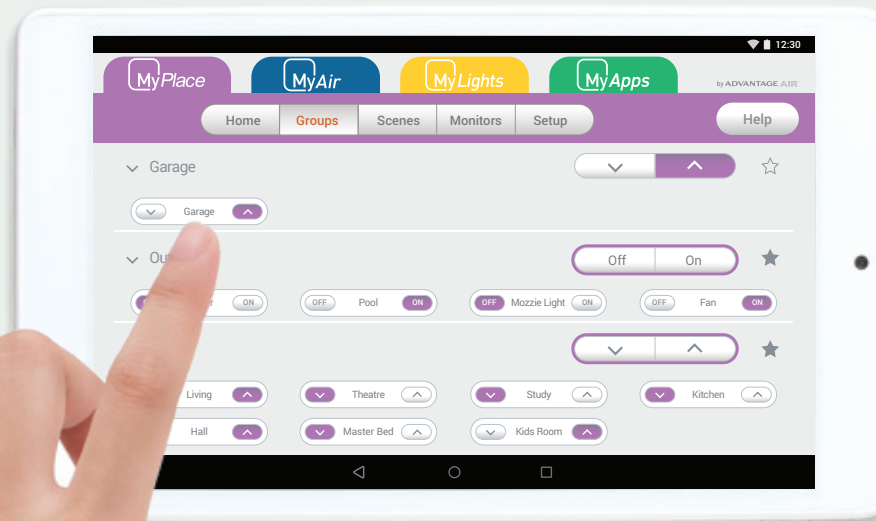 12:30
MyPlace MyAir MyLights MyApps by ADVANTAGE AIR
Home Groups Scenes Monitors Setup Help
Garage
Garage
Off On
ON OFF Pool ON OFF Mozzie Light ON OFF Fan ON
Living Theatre Study Kitchen
Hall Master Bed Kids Room